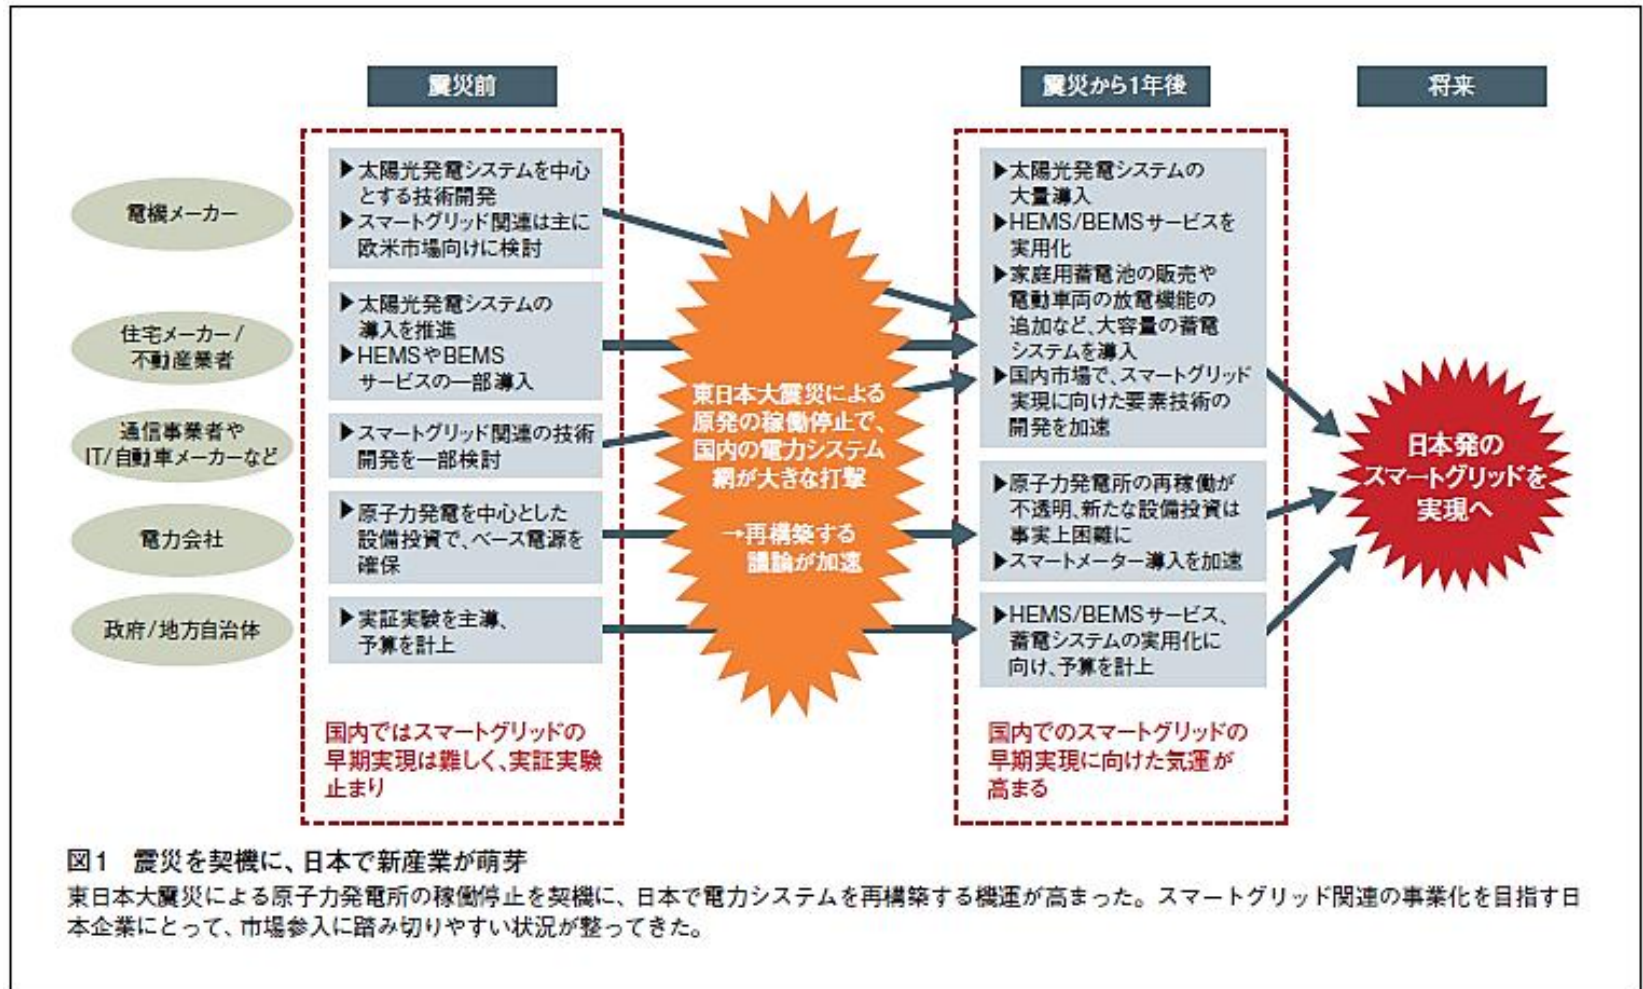 震災前
震災から1年後
将来
電機メーカー
▶太陽光発電システムを中心
とする技術開発
▶スマートグリッド関連は主に
欧米市場向けに検討
住宅メーカー/
不動産業者
▶太陽光発電システムの
導入を推進
▶HEMSやBEMS
サービスの一部導入
通信事業者や
IT/自動車メーカーなど
▶スマートグリッド関連の技術
開発を一部検討
電力会社
▶原子力発電を中心とした
設備投資で、ベース電源を
確保
政府/地方自治体
▶実証実験を主導、
予算を計上
国内ではスマートグリッドの
早期実現は難しく、実証実験
止まり
東日本大震災による
原発の稼働停止で、
国内の電力システム
網が大きな打撃
→再構築する
議論が加速
▶太陽光発電システムの
大量導入
▶HEMS/BEMSサービスを
実用化
▶家庭用蓄電池の販売や
電動車両の放電機能の
追加など、大容量の蓄電
システムを導入
▶国内市場で、スマートグリッド
実現に向けた要素技術の
開発を加速
▶原子力発電所の再稼働が
不透明、新たな設備投資は
事実上困難に
▶スマートメーター導入を加速
▶HEMS/BEMSサービス、
蓄電システムの実用化に
向け、予算を計上
国内でのスマートグリッドの
早期実現に向けた気運が
高まる
日本発の
スマートグリッドを
実現へ
図1 震災を契機に、日本で新産業が萌芽
東日本大震災による原子力発電所の稼働停止を契機に、日本で電力システムを再構築する機運が高まった。スマートグリッド関連の事業化を目指す日
本企業にとって、市場参入に踏み切りやすい状況が整ってきた。